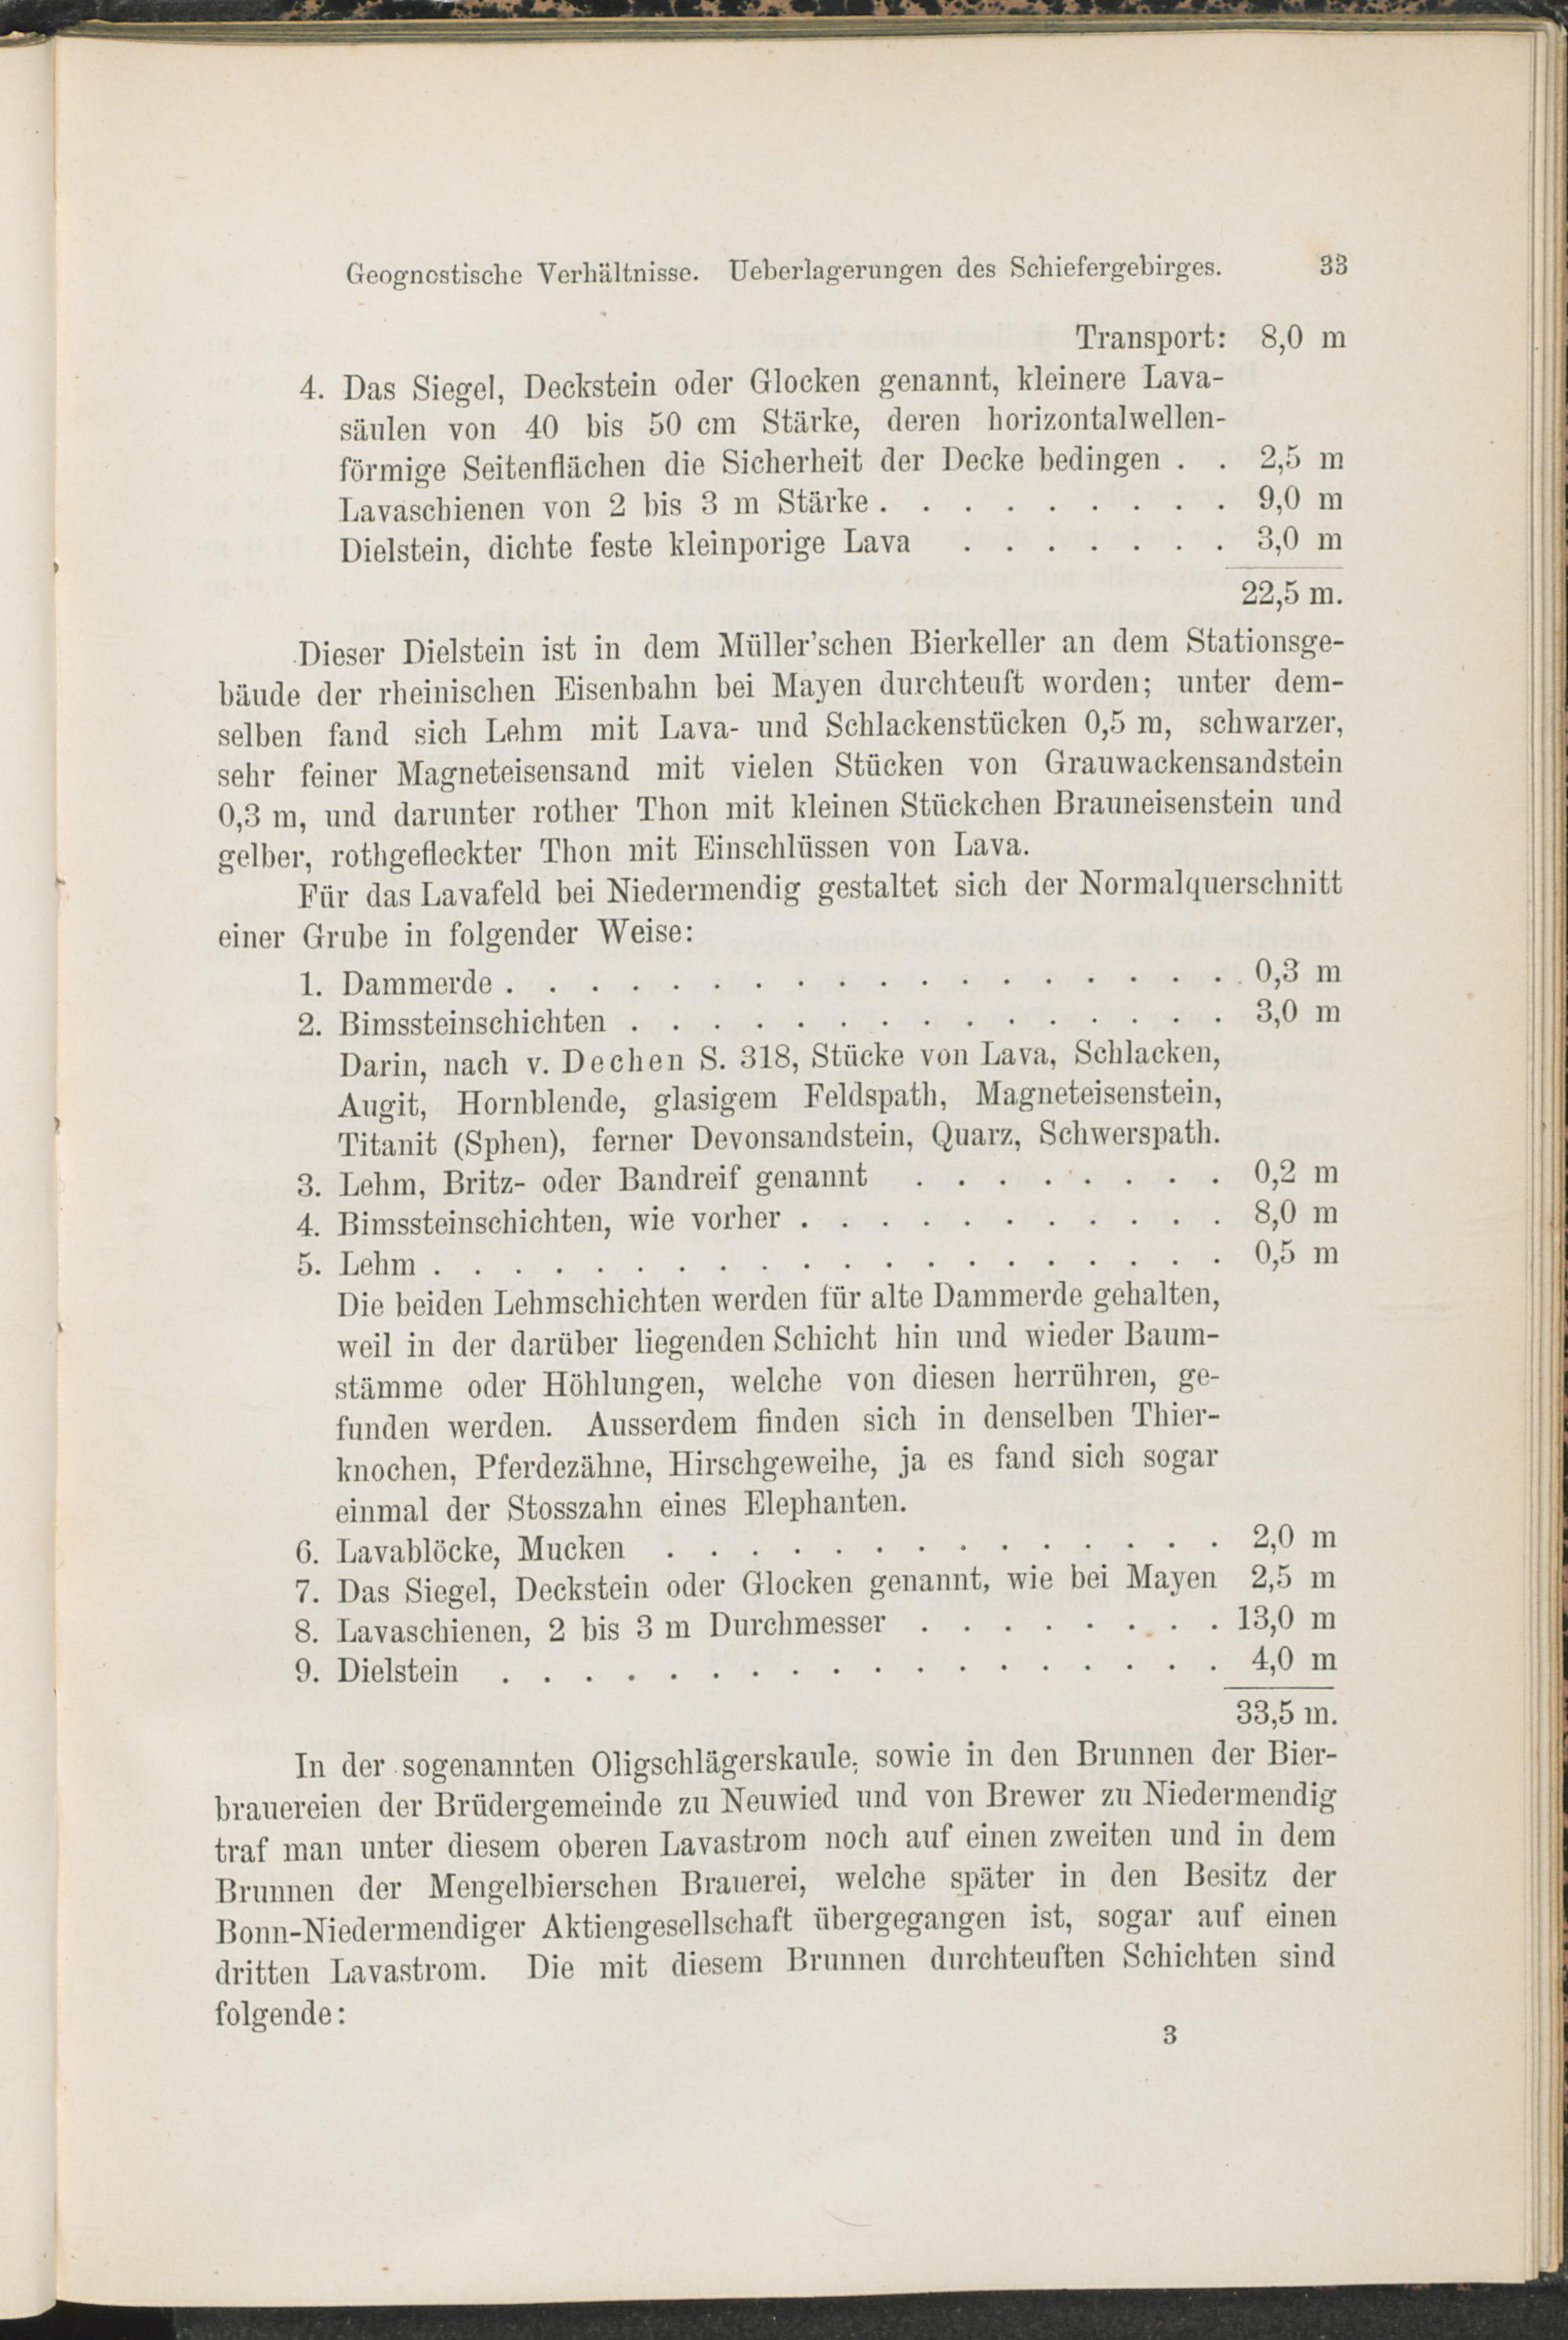 Geognostische Verhältnisse. Ueberlagerungen des Schiefergebirges. 33
Transport: 8,0 m
4. Das Siegel, Deckstein oder Glocken genannt, kleinere Lava-
säulen von 40 bis 50 cm Stärke, deren horizontalwellen-
förmige Seitenflächen die Sicherheit der Decke bedingen . . 2,5 m
Lavaschienen von 2 bis 3 m Stärke . . . . . . . . . 9,0 m
Dielstein, dichte feste kleinporige Lava . . . . . . . 3,0 m
22,5 m.
Dieser Dielstein ist in dem Müller'schen Bierkeller an dem Stationsge-
bäude der rheinischen Eisenbahn bei Mayen durchteuft worden; unter dem-
selben fand sich Lehm mit Lava- und Schlackenstücken 0,5 m, schwarzer,
sehr feiner Magneteisensand mit vielen Stücken von Grauwackensandstein
0,3 m, und darunter rother Thon mit kleinen Stückchen Brauneisenstein und
gelber, rothgefleckter Thon mit Einschlüssen von Lava.
Für das Lavafeld bei Niedermendig gestaltet sich der Normalquerschnitt
einer Grube in folgender Weise:
1. Dammerde . . . . . . . . . . . . . . . . . . 0,3 m
2. Bimssteinschichten . . . . . . . . . . . . . . . 3,0 m
Darin, nach v. Dechen S. 318, Stücke von Lava, Schlacken,
Augit, Hornblende, glasigem Feldspath, Magneteisenstein,
Titanit (Sphen), ferner Devonsandstein, Quarz, Schwerspath.
3. Lehm, Britz- oder Bandreif genannt . . . . . . . . 0,2 m
4. Bimssteinschichten, wie vorher . . . . . . . . . . . 8,0 m
5. Lehm . . . . . . . . . . . . . . . . . . . . 0,5 m
Die beiden Lehmschichten werden für alte Dammerde gehalten,
weil in der darüber liegenden Schicht hin und wieder Baum-
stämme oder Höhlungen, welche von diesen herrühren, ge-
funden werden. Ausserdem finden sich in denselben Thier-
knochen, Pferdezähne, Hirschgeweihe, ja es fand sich sogar
einmal der Stosszahn eines Elephanten.
6. Lavablöcke, Mucken . . . . . . . . . . . . . . 2,0 m
7. Das Siegel, Deckstein oder Glocken genannt, wie bei Mayen 2,5 m
8. Lavaschienen, 2 bis 3 m Durchmesser . . . . . . . . 13,0 m
9. Dielstein . . . . . . . . . . . . . . . . . . 4,0 m
33,5 m.
In der sogenannten Oligschlägerskaule, sowie in den Brunnen der Bier-
brauereien der Brüdergemeinde zu Neuwied und von Brewer zu Niedermendig
traf man unter diesem oberen Lavastrom noch auf einen zweiten und in dem
Brunnen der Mengelbierschen Brauerei, welche später in den Besitz der
Bonn-Niedermendiger Aktiengesellschaft übergegangen ist, sogar auf einen
dritten Lavastrom. Die mit diesem Brunnen durchteuften Schichten sind
folgende:
3